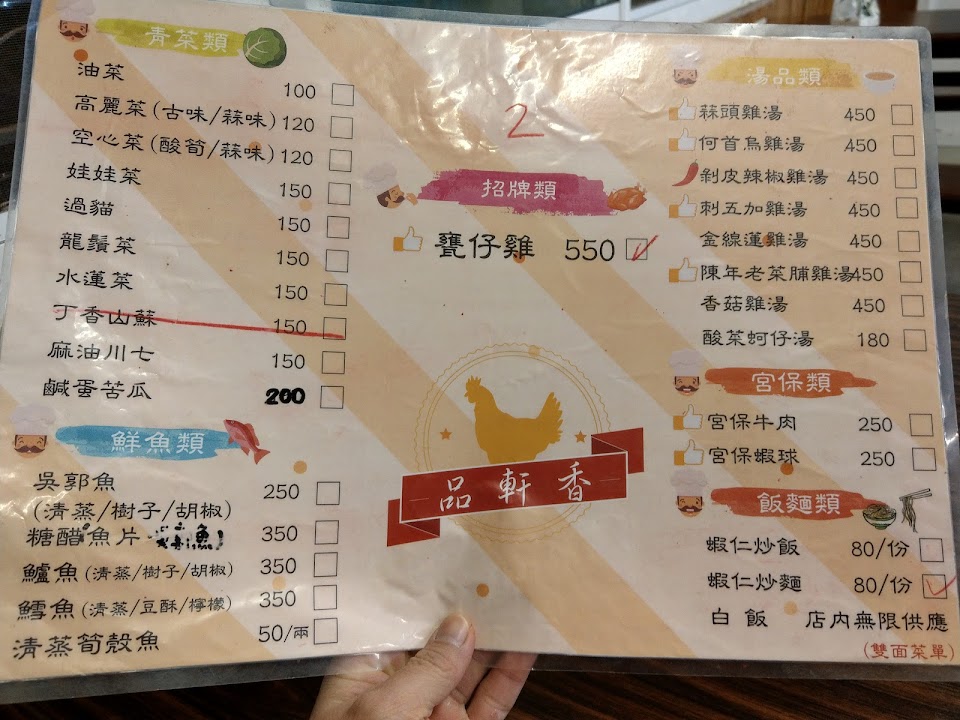 青菜類
油菜 100
高麗菜(古味/蒜味) 120
空心菜(酸筍/蒜味) 120
娃娃菜 150
過貓 150
龍鬚菜 150
水蓮菜 150
丁香山蘇 150
麻油川七 150
鹹蛋苦瓜 200
鮮魚類
吳郭魚 250
(清蒸/樹子/胡椒)
糖醋魚片 350
鱸魚(清蒸/樹子/胡椒) 350
鱈魚(清蒸/豆酥/檸檬) 350
清蒸筍殼魚 50/兩
2
招牌類
甕仔雞 550
品軒香
湯品類
蒜頭雞湯 450
何首烏雞湯 450
剝皮辣椒雞湯 450
刺五加雞湯 450
金線蓮雞湯 450
陳年老菜脯雞湯 450
香菇雞湯 450
酸菜蚵仔湯 180
宮保類
宮保牛肉 250
宮保蝦球 250
飯麵類
蝦仁炒飯 80/份
蝦仁炒麵 80/份
白飯 店內無限供應
(雙面菜單)